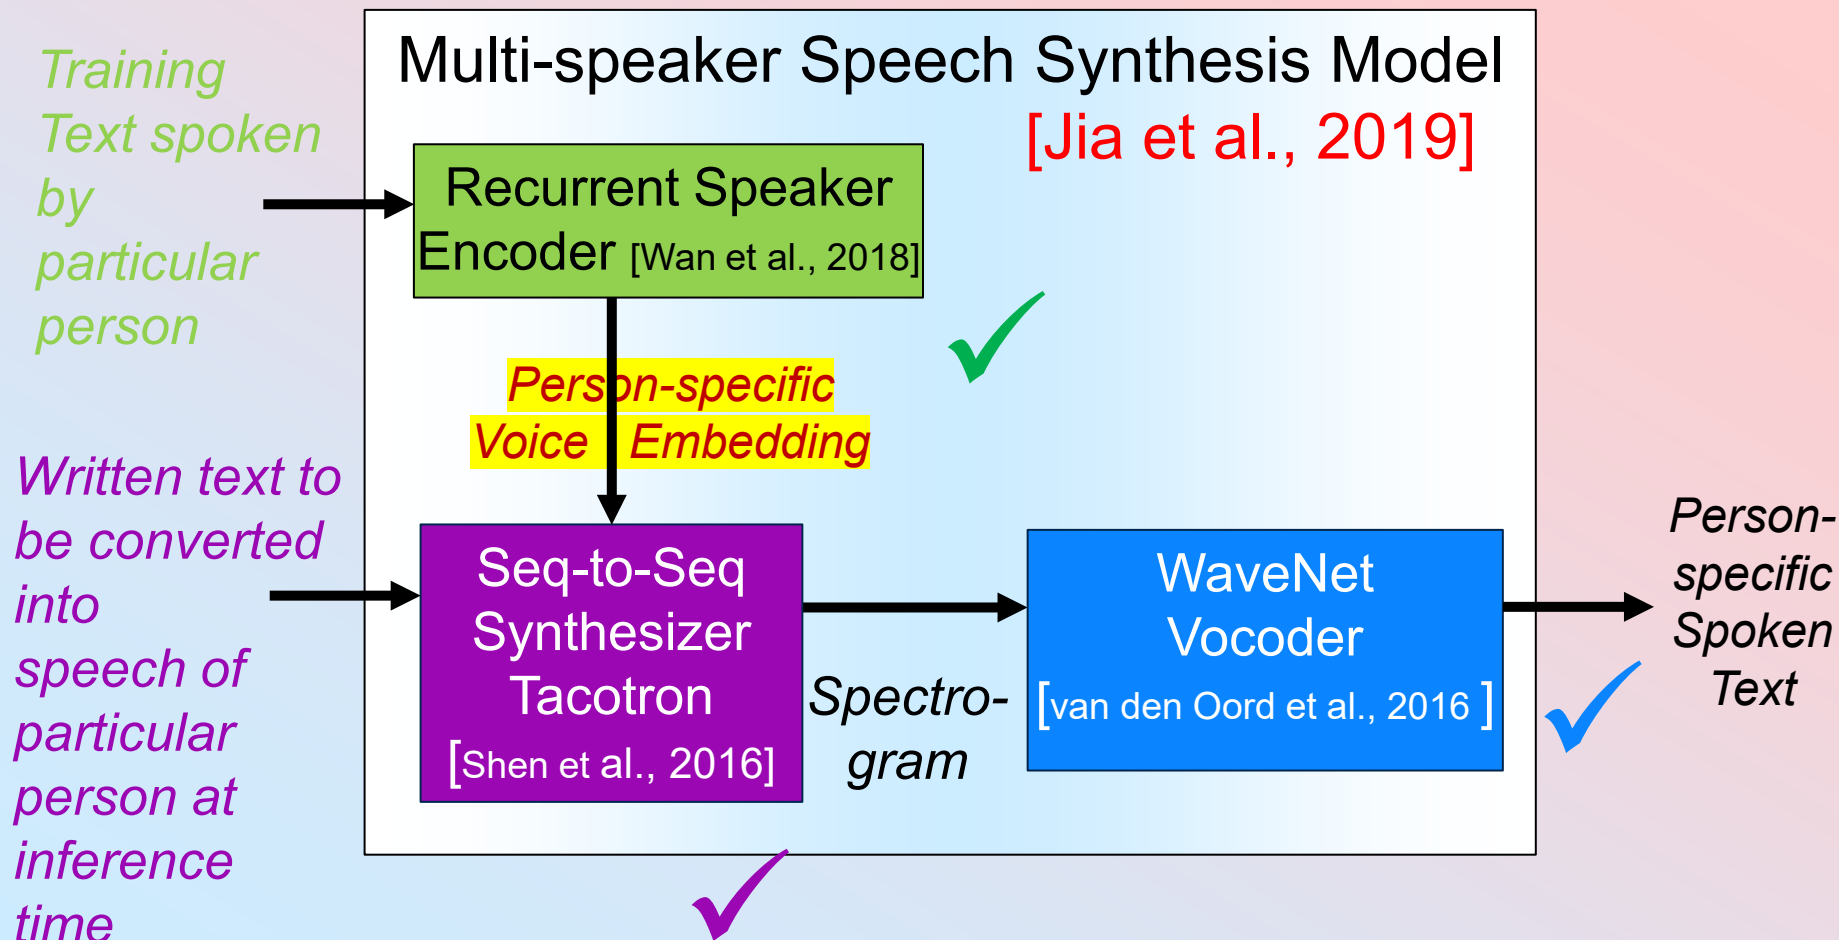 Multi-speaker Speech Synthesis Model
[Jia et al., 2019]
Training
Text spoken
by
particular
person
Recurrent Speaker
Encoder [Wan et al., 2018]
Person-specific
Voice Embedding
Written text to
be converted
into
speech of
particular
person at
inference
time
Seq-to-Seq
Synthesizer
Tacotron
[Shen et al., 2016]
Spectro-
gram
WaveNet
Vocoder
[van den Oord et al., 2016 ]
Person-
specific
Spoken
Text